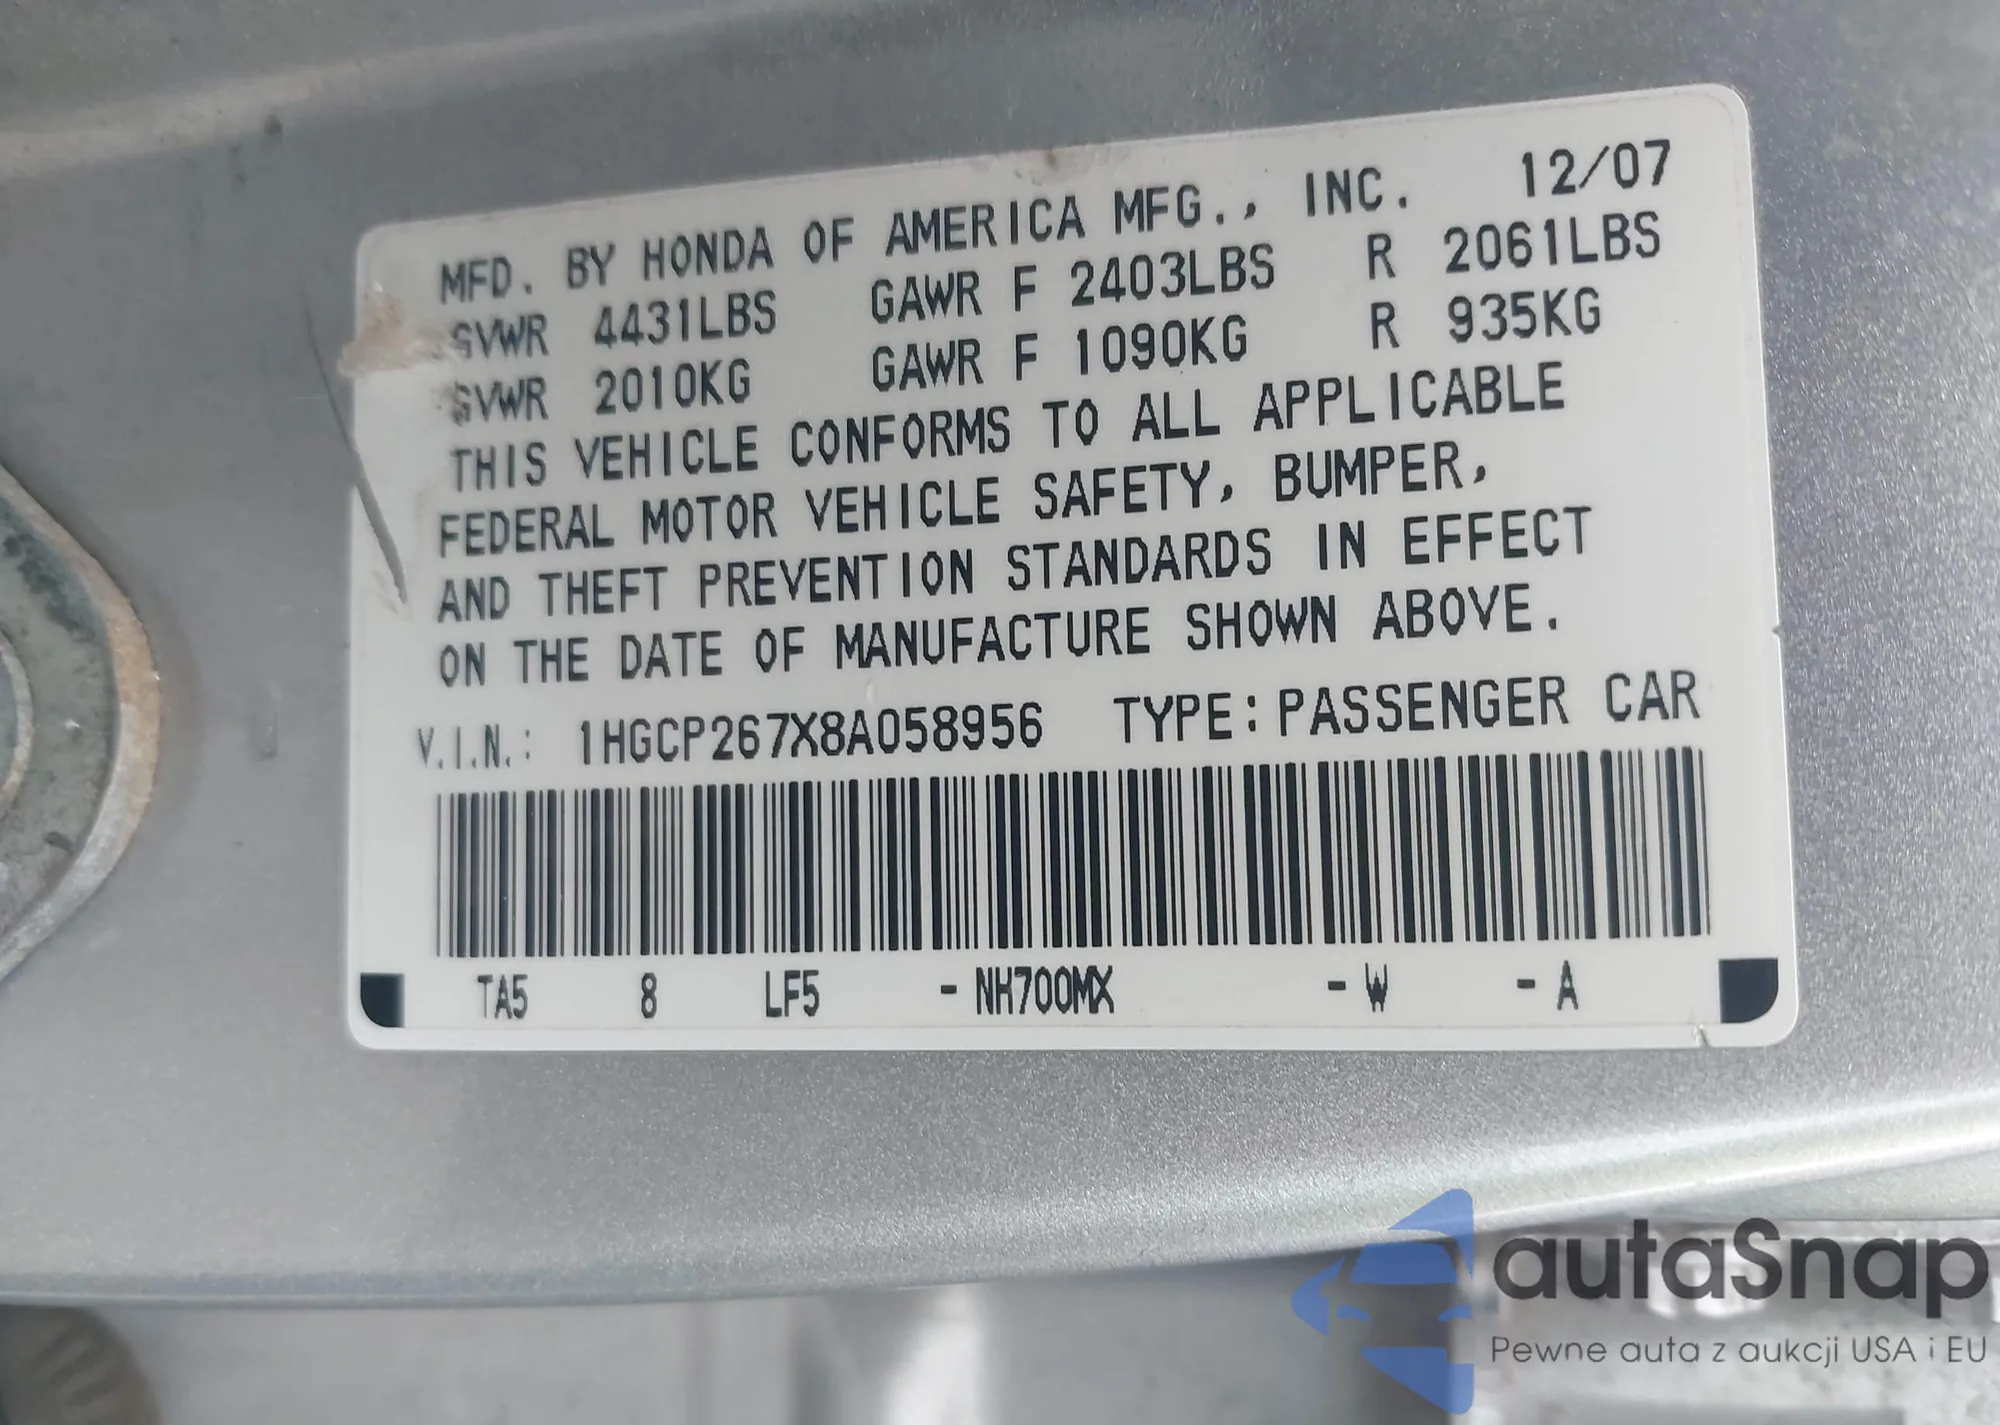 MFD. BY HONDA OF AMERICA MFG., INC. 12/07
GVWR 4431LBS GAWR F 2403LBS R 2061LBS
GVWR 2010KG GAWR F 1090KG R 935KG
THIS VEHICLE CONFORMS TO ALL APPLICABLE
FEDERAL MOTOR VEHICLE SAFETY, BUMPER,
AND THEFT PREVENTION STANDARDS IN EFFECT
ON THE DATE OF MANUFACTURE SHOWN ABOVE.
V.I.N.: 1HGCP267X8A058956 TYPE: PASSENGER CAR
TA5 8 LF5 - NH700MX - W - A
autaSnap
Pewne auta z aukcji USA i EU